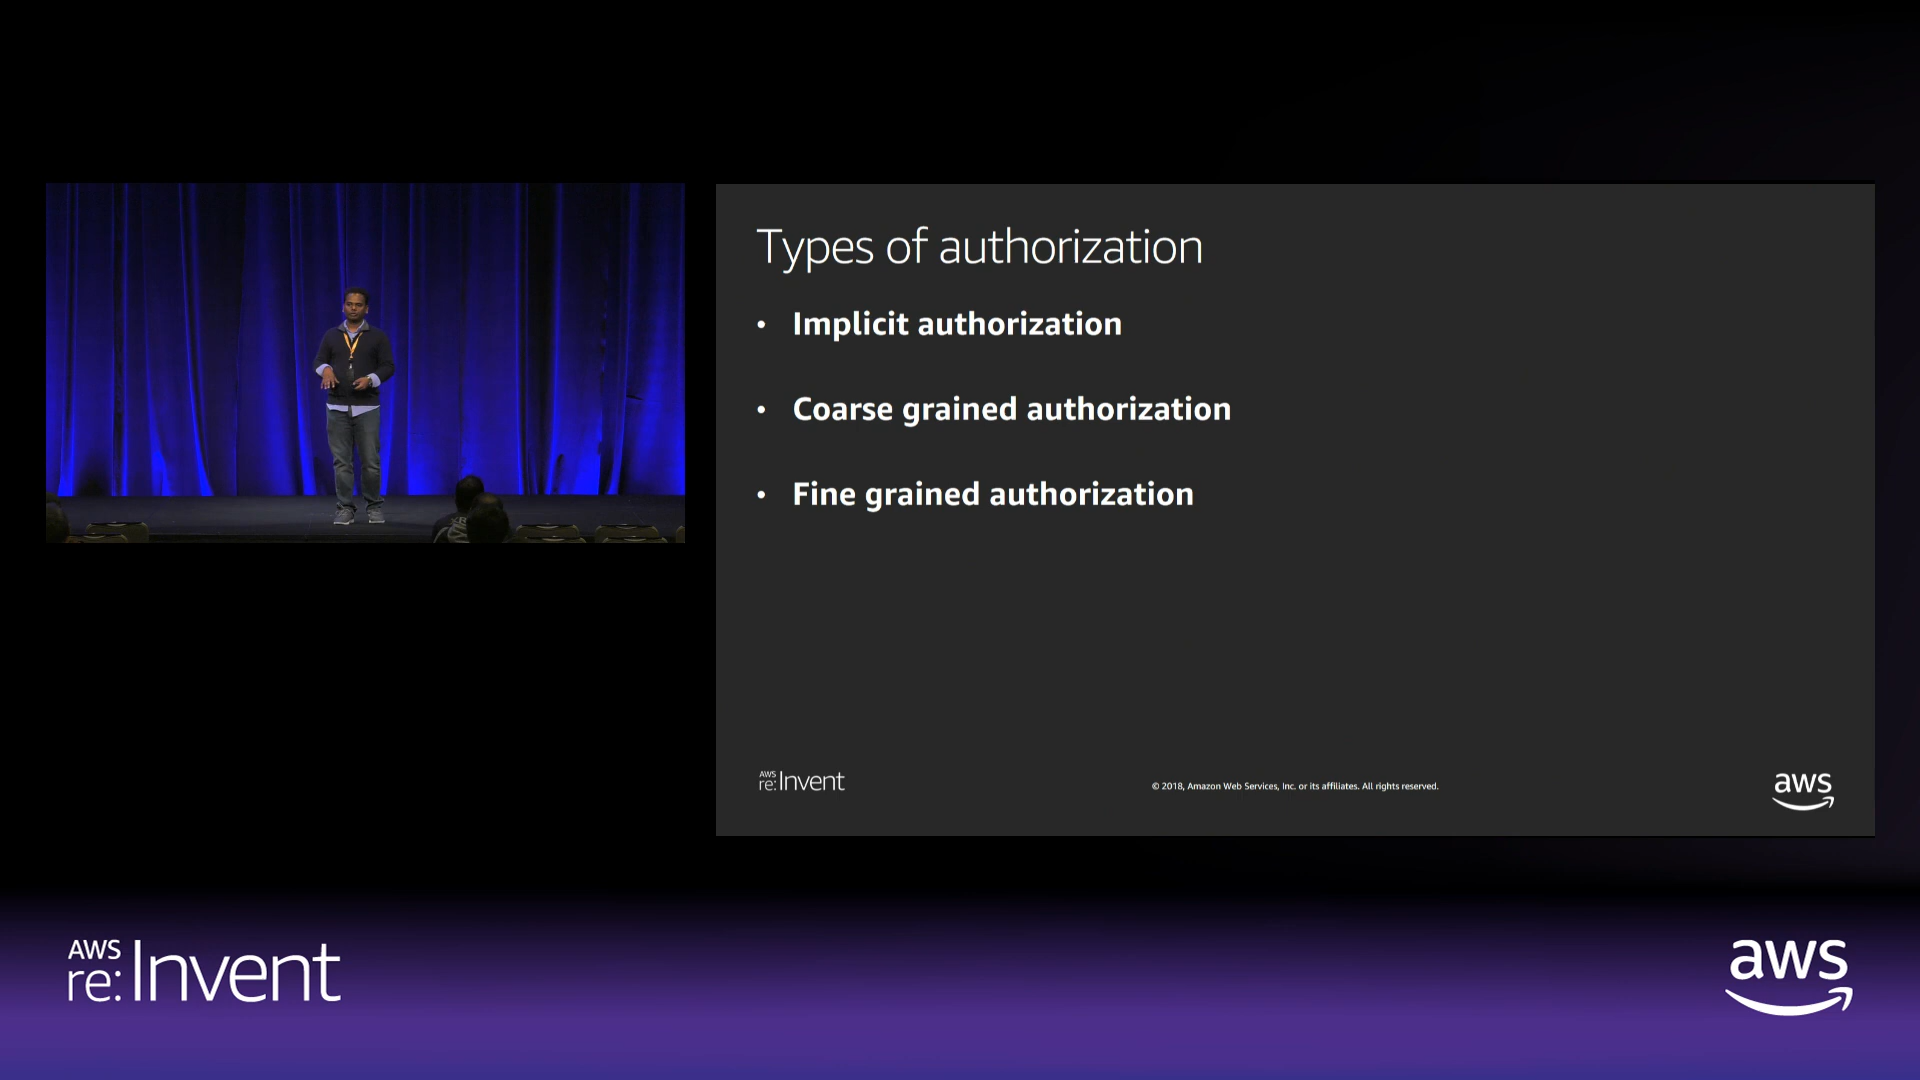 Types of authorization
• Implicit authorization
• Coarse grained authorization
• Fine grained authorization
AWS
re:Invent
© 2018, Amazon Web Services, Inc. or its affiliates. All rights reserved.
aws
AWS
re:Invent
aws